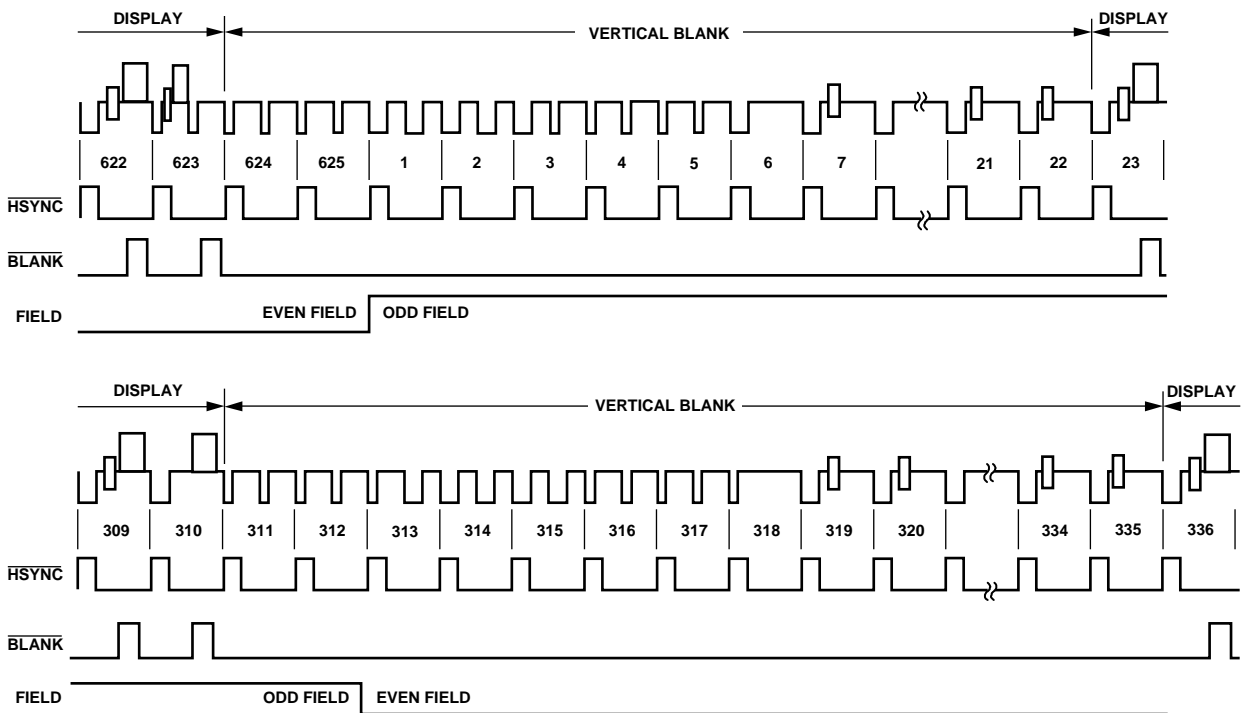 DISPLAY VERTICAL BLANK DISPLAY
622 623 624 625 1 2 3 4 5 6 7 21 22 23
HSYNC
BLANK
FIELD EVEN FIELD ODD FIELD
DISPLAY VERTICAL BLANK DISPLAY
309 310 311 312 313 314 315 316 317 318 319 320 334 335 336
HSYNC
BLANK
FIELD ODD FIELD EVEN FIELD